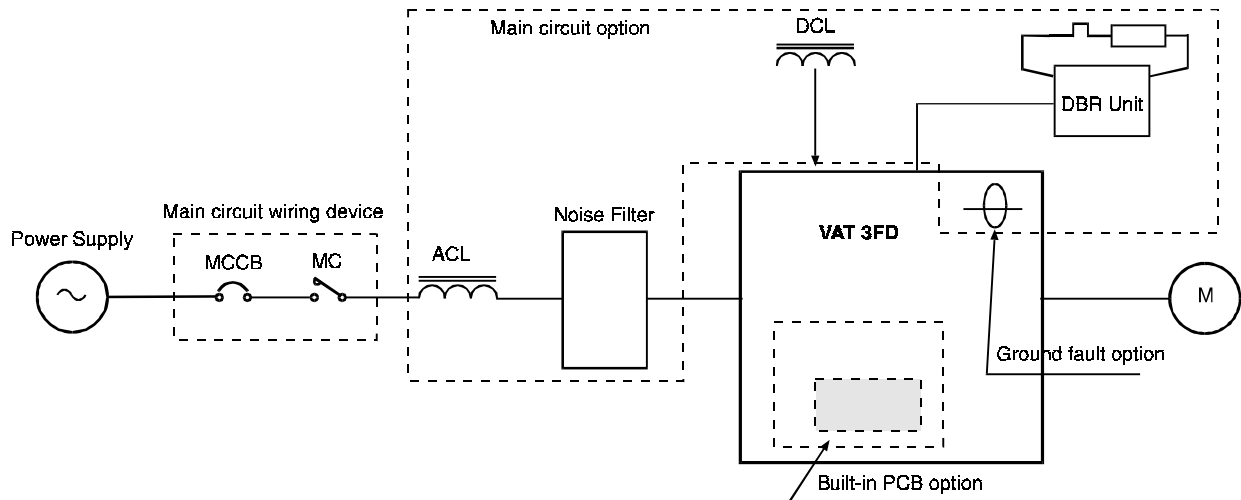 Main circuit option
DCL
DBR Unit
Main circuit wiring device
Noise Filter
VAT 3FD
Power Supply
MCCB
MC
ACL
M
Ground fault option
Built-in PCB option